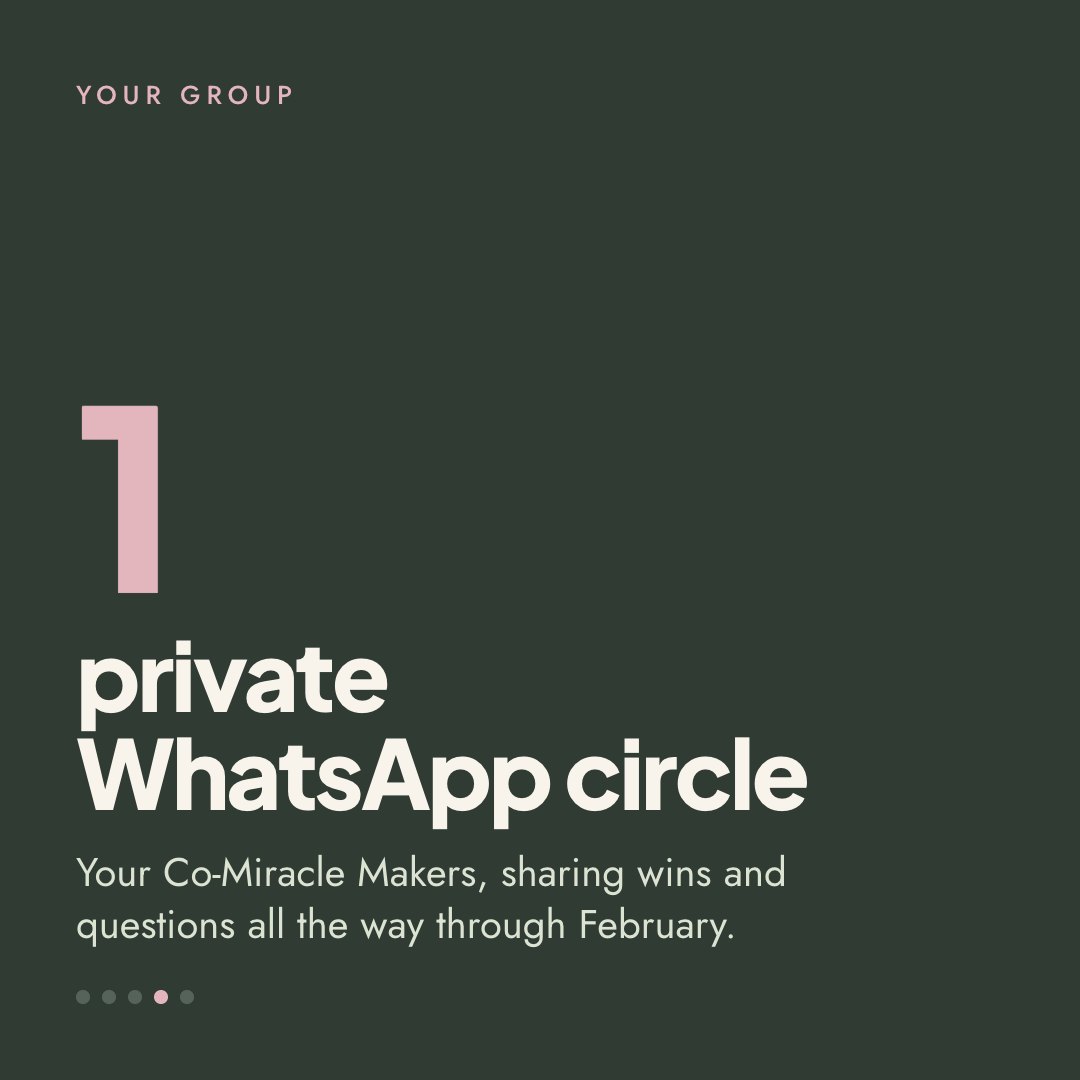 YOUR GROUP
1
private
WhatsApp circle
Your Co-Miracle Makers, sharing wins and
questions all the way through February.